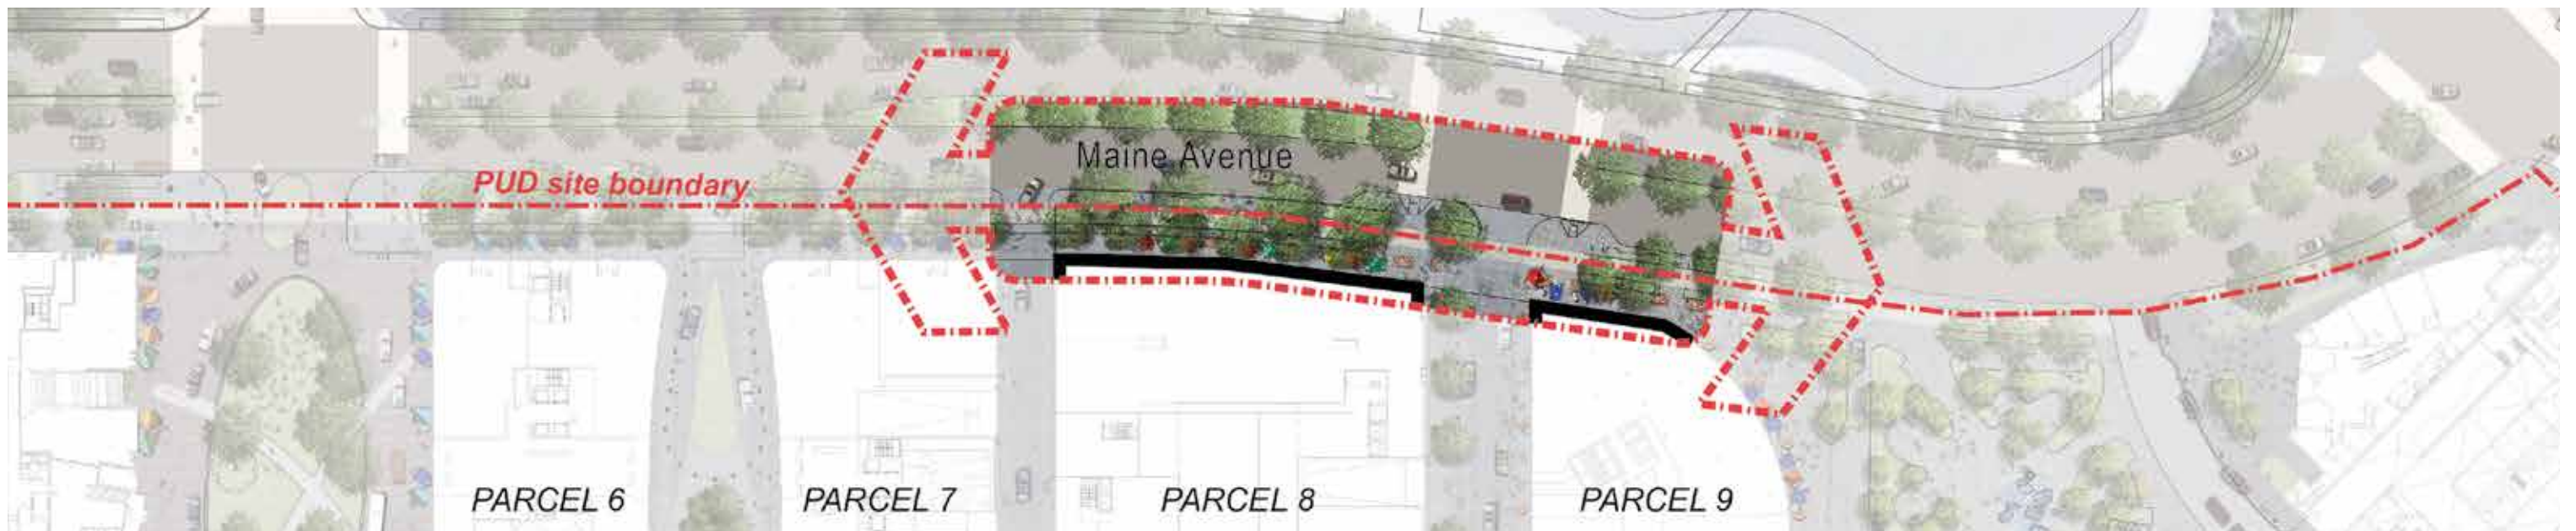 Maine Avenue
PUD site boundary
PARCEL 6
PARCEL 7
PARCEL 8
PARCEL 9